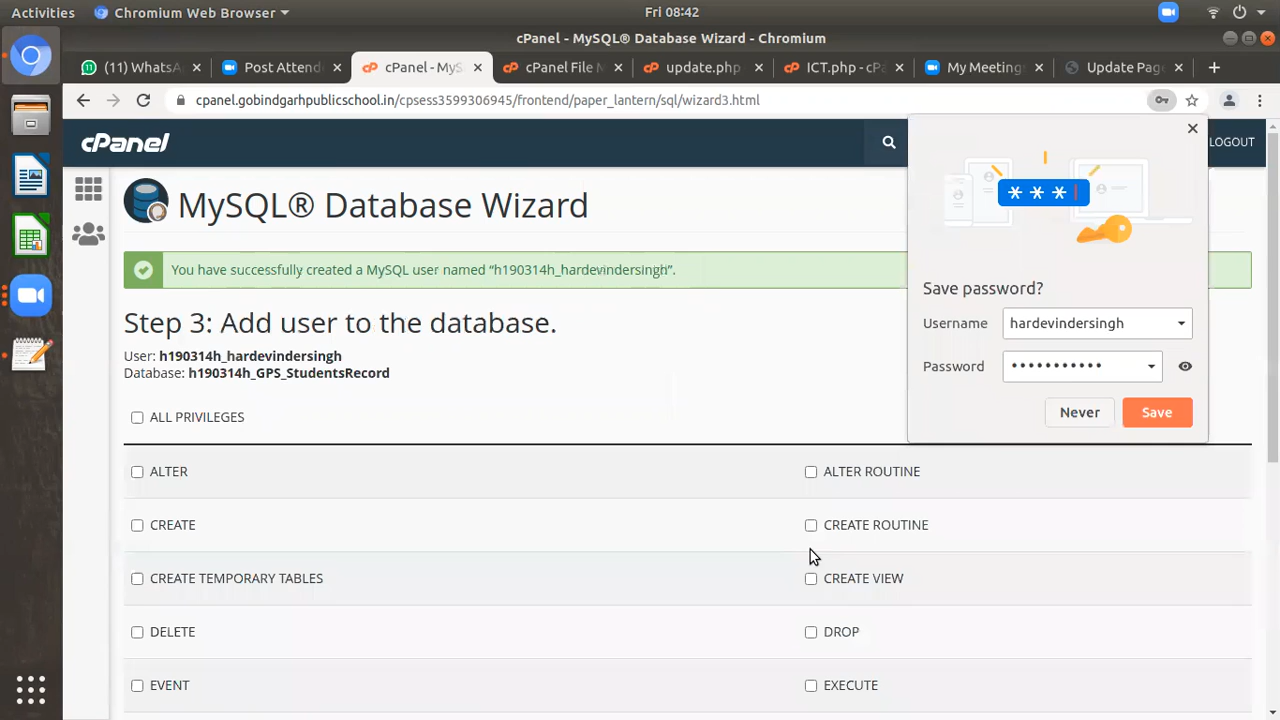 Activities
Chromium Web Browser
Fri 08:42
cPanel - MySQL® Database Wizard - Chromium
(11) WhatsA
Post Attend
cPanel - MyS
cPanel File M
update.php
ICT.php - cPa
My Meeting
Update Pag
cpanel.gobindgarhpublicschool.in/cpsess3599306945/frontend/paper_lantern/sql/wizard3.html
cPanel
LOGOUT
MySQL® Database Wizard
You have successfully created a MySQL user named “h190314h_hardevindersingh”.
Step 3: Add user to the database.
User: h190314h_hardevindersingh
Database: h190314h_GPS_StudentsRecord
ALL PRIVILEGES
ALTER
ALTER ROUTINE
CREATE
CREATE ROUTINE
CREATE TEMPORARY TABLES
CREATE VIEW
DELETE
DROP
EVENT
EXECUTE
***
Save password?
Username
hardevindersingh
Password
•••••••••••
Never
Save